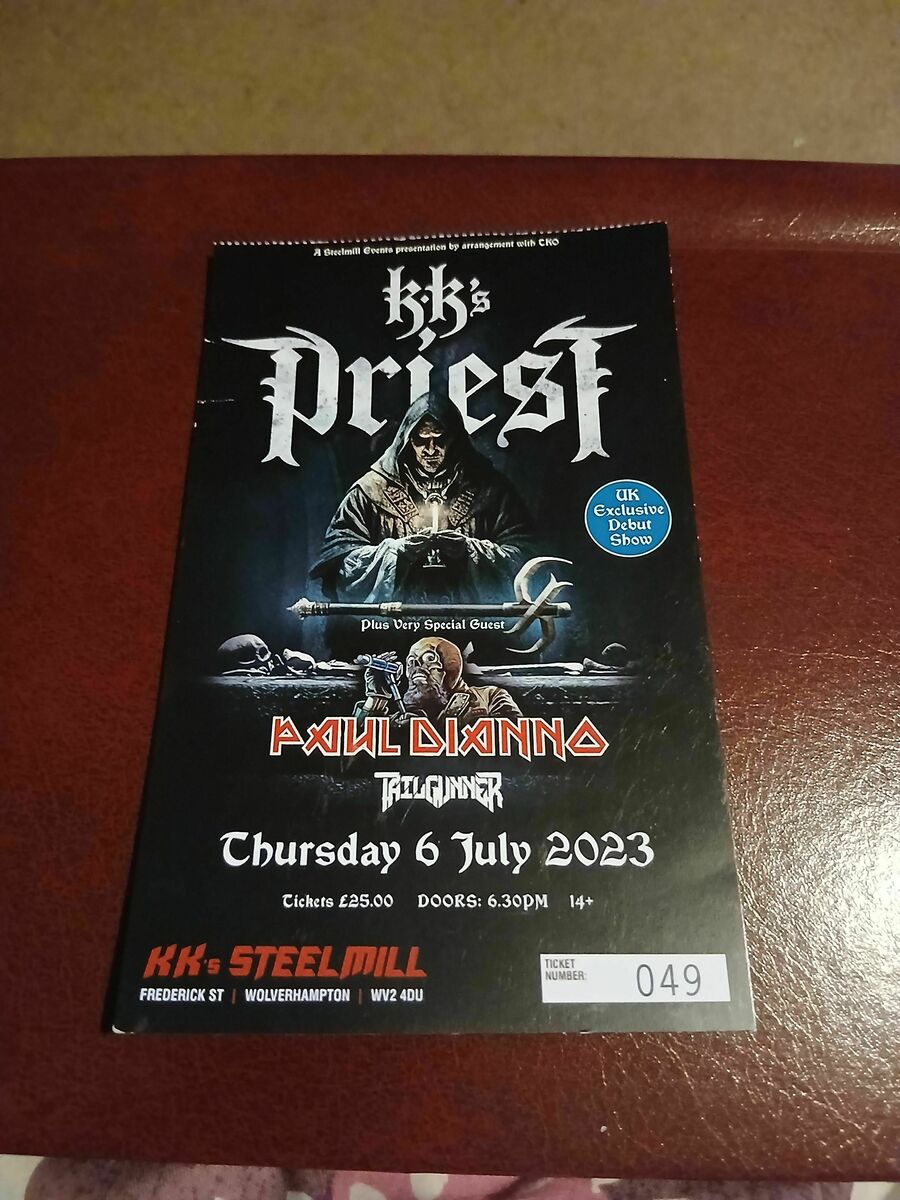 A Steelmill Events presentation by arrangement with CKO
k.k's
Priest
UK
Exclusive
Debut
Show
Plus Very Special Guest
PAUL DIANNO
TAILGUNNER
Thursday 6 July 2023
Tickets £25.00 DOORS: 6.30PM 14+
KK's STEELMILL
FREDERICK ST | WOLVERHAMPTON | WV2 4DU
TICKET
NUMBER:
049